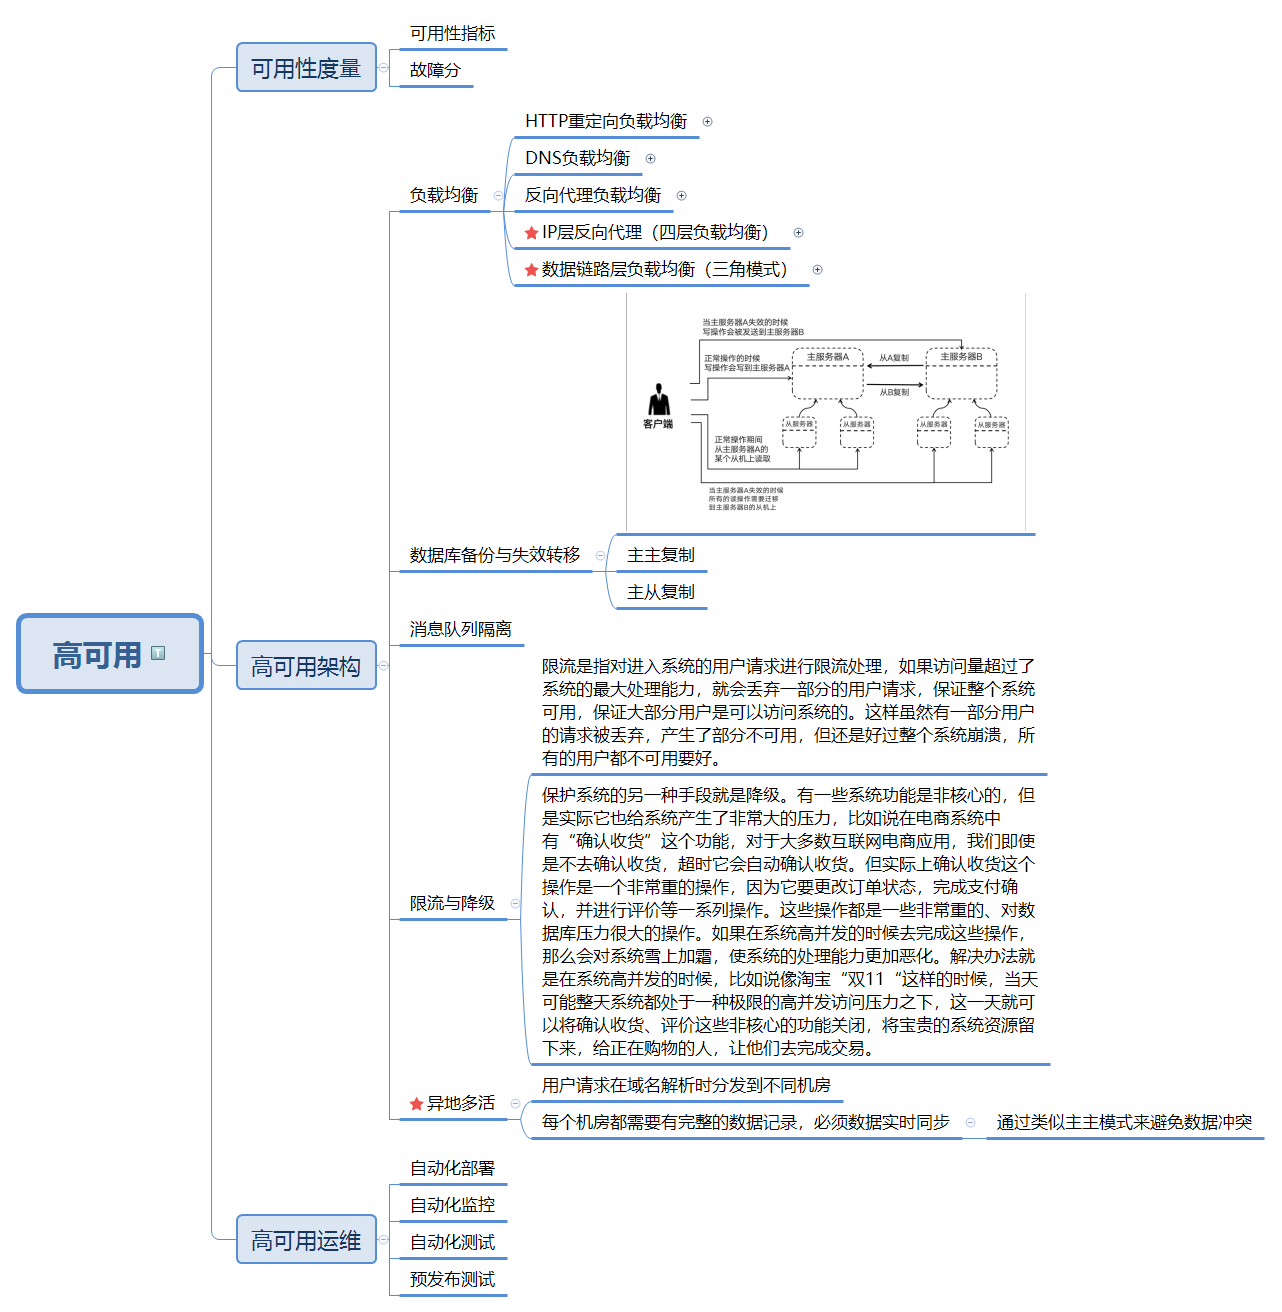 高可用
可用性度量
可用性指标
故障分
高可用架构
负载均衡
HTTP重定向负载均衡
DNS负载均衡
反向代理负载均衡
IP层反向代理（四层负载均衡）
数据链路层负载均衡（三角模式）
当主服务器A失效的时候
写操作会被发送到主服务器B
正常操作的时候
写操作会写到主服务器A
主服务器A
从A复制
主服务器B
从B复制
客户端
从服务器
从服务器
从服务器
从服务器
正常操作期间
从主服务器A的
某个从机上读取
当主服务器A失效的时候
所有的读操作需要迁移
到主服务器B的从机上
数据库备份与失效转移
主主复制
主从复制
消息队列隔离
限流与降级
限流是指对进入系统的用户请求进行限流处理，如果访问量超过了
系统的最大处理能力，就会丢弃一部分的用户请求，保证整个系统
可用，保证大部分用户是可以访问系统的。这样虽然有一部分用户
的请求被丢弃，产生了部分不可用，但还是好过整个系统崩溃，所
有的用户都不可用要好。
保护系统的另一种手段就是降级。有一些系统功能是非核心的，但
是实际它也给系统产生了非常大的压力，比如说在电商系统中
有“确认收货”这个功能，对于大多数互联网电商应用，我们即使
是不去确认收货，超时它会自动确认收货。但实际上确认收货这个
操作是一个非常重的操作，因为它要更改订单状态，完成支付确
认，并进行评价等一系列操作。这些操作都是一些非常重的、对数
据库压力很大的操作。如果在系统高并发的时候去完成这些操作，
那么会对系统雪上加霜，使系统的处理能力更加恶化。解决办法就
是在系统高并发的时候，比如说像淘宝“双11“这样的时候，当天
可能整天系统都处于一种极限的高并发访问压力之下，这一天就可
以将确认收货、评价这些非核心的功能关闭，将宝贵的系统资源留
下来，给正在购物的人，让他们去完成交易。
异地多活
用户请求在域名解析时分发到不同机房
每个机房都需要有完整的数据记录，必须数据实时同步
通过类似主主模式来避免数据冲突
高可用运维
自动化部署
自动化监控
自动化测试
预发布测试